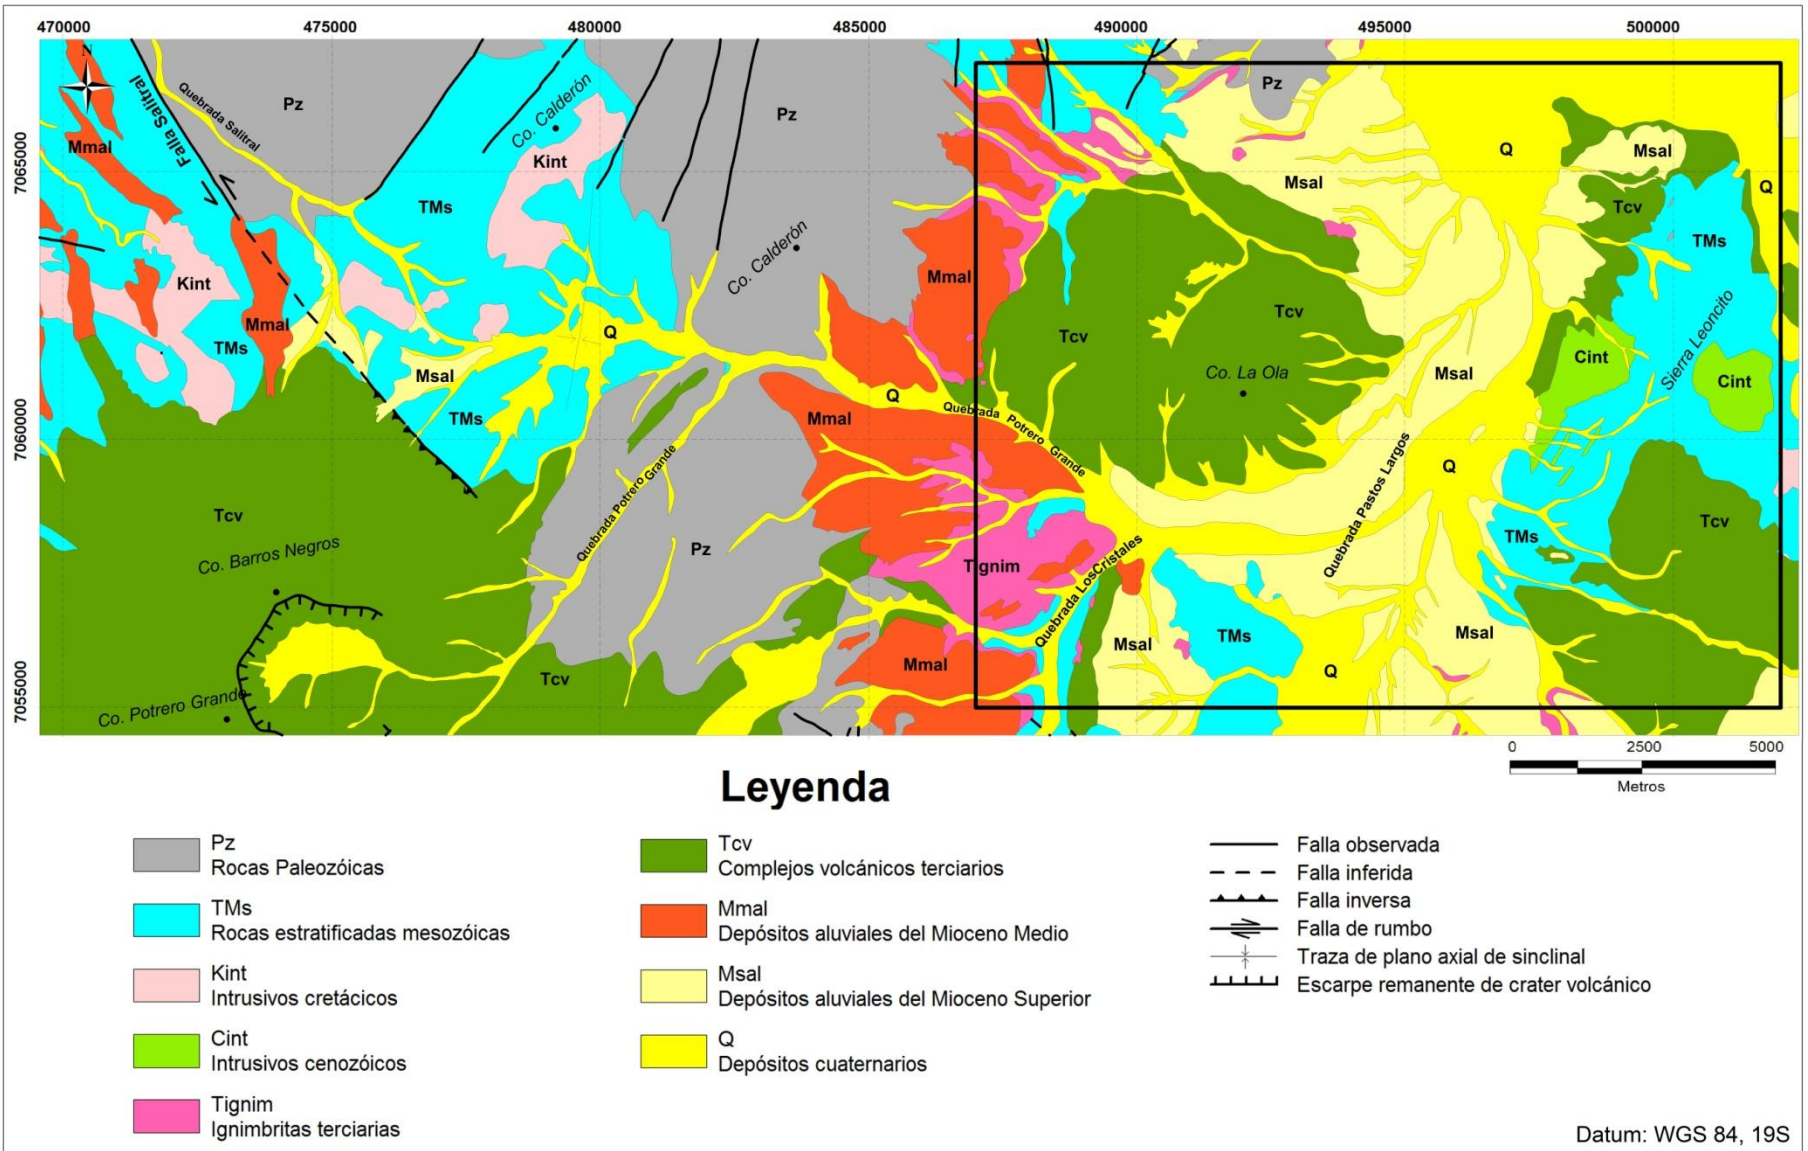 470000 475000 480000 485000 490000 495000 500000
N
7065000
7060000
7055000
Falla Salitral
Quebrada Salitral
Pz
Co. Calderón
Pz
Pz
Mmal
Kint
TMs
Msal
Q
Msal
Q
Tcv
TMs
Co. Calderón
Kint
Mmal
Mmal
TMs
Q
Tcv
Tcv
Msal
Cint
Sierra Leoncito
Cint
Msal
Co. La Ola
TMs
Mmal
Q
Quebrada Potrero Grande
Quebrada Pastos Largos
Q
Tcv
Quebrada Potrero Grande
Pz
Tcv
TMs
Co. Barros Negros
Tignim
Quebrada LosCristales
Msal
TMs
Msal
Mmal
Q
Tcv
Co. Potrero Grande
0 2500 5000
Metros
Leyenda
Pz
Rocas Paleozóicas
TMs
Rocas estratificadas mesozóicas
Kint
Intrusivos cretácicos
Cint
Intrusivos cenozóicos
Tignim
Ignimbritas terciarias
Tcv
Complejos volcánicos terciarios
Mmal
Depósitos aluviales del Mioceno Medio
Msal
Depósitos aluviales del Mioceno Superior
Q
Depósitos cuaternarios
Falla observada
Falla inferida
Falla inversa
Falla de rumbo
Traza de plano axial de sinclinal
Escarpe remanente de crater volcánico
Datum: WGS 84, 19S